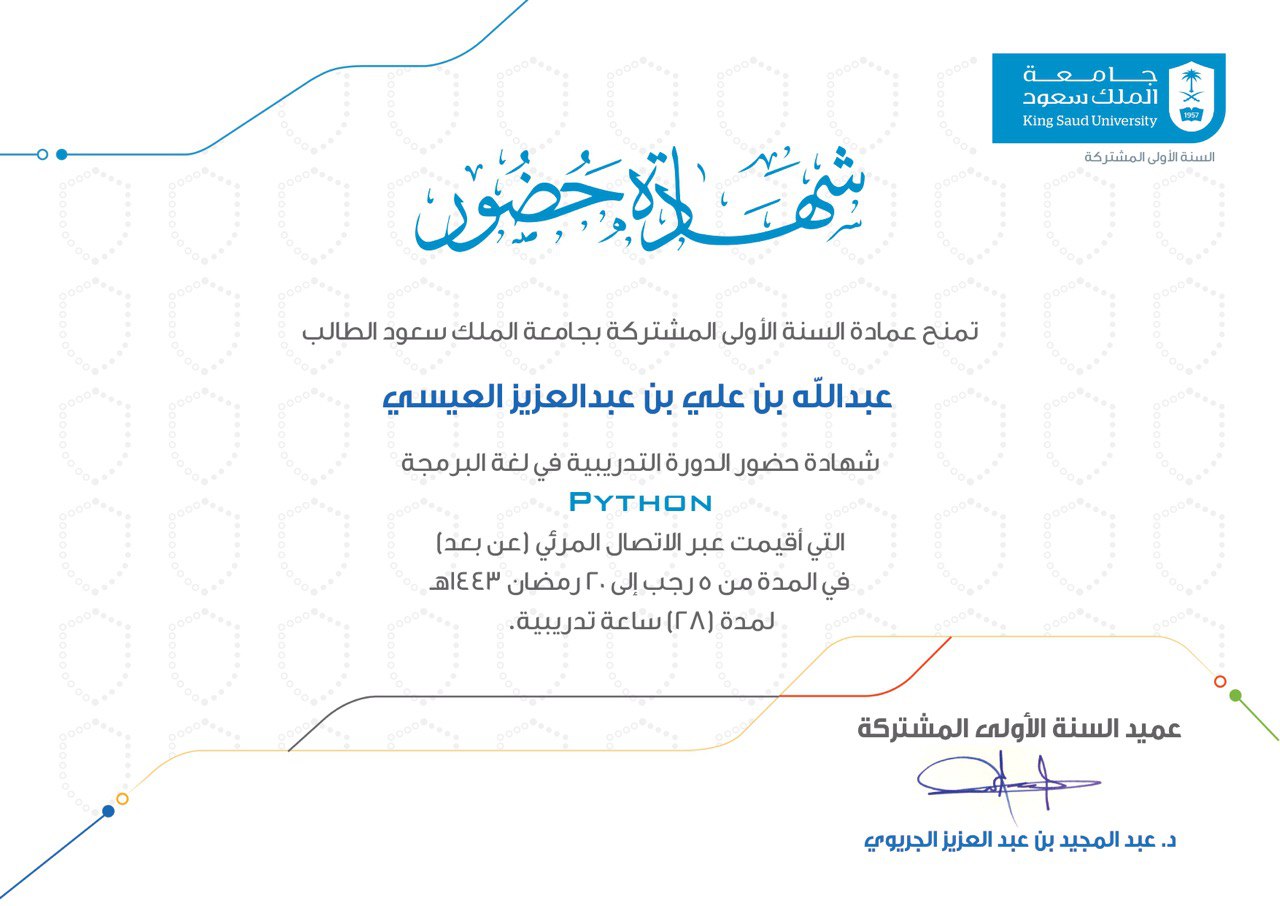 جامعة
الملك سعود
King Saud University
1957
السنة الأولى المشتركة
شهادة حُضُور
تمنح عمادة السنة الأولى المشتركة بجامعة الملك سعود الطالب
عبداللّه بن علي بن عبدالعزيز العيسي
شهادة حضور الدورة التدريبية في لغة البرمجة
PYTHON
التي أقيمت عبر الاتصال المرئي (عن بعد)
في المدة من ٥ رجب إلى ٢٠ رمضان ١٤٤٣هـ
لمدة (٢٨) ساعة تدريبية.
عميد السنة الأولى المشتركة
د. عبد المجيد بن عبد العزيز الجريوي